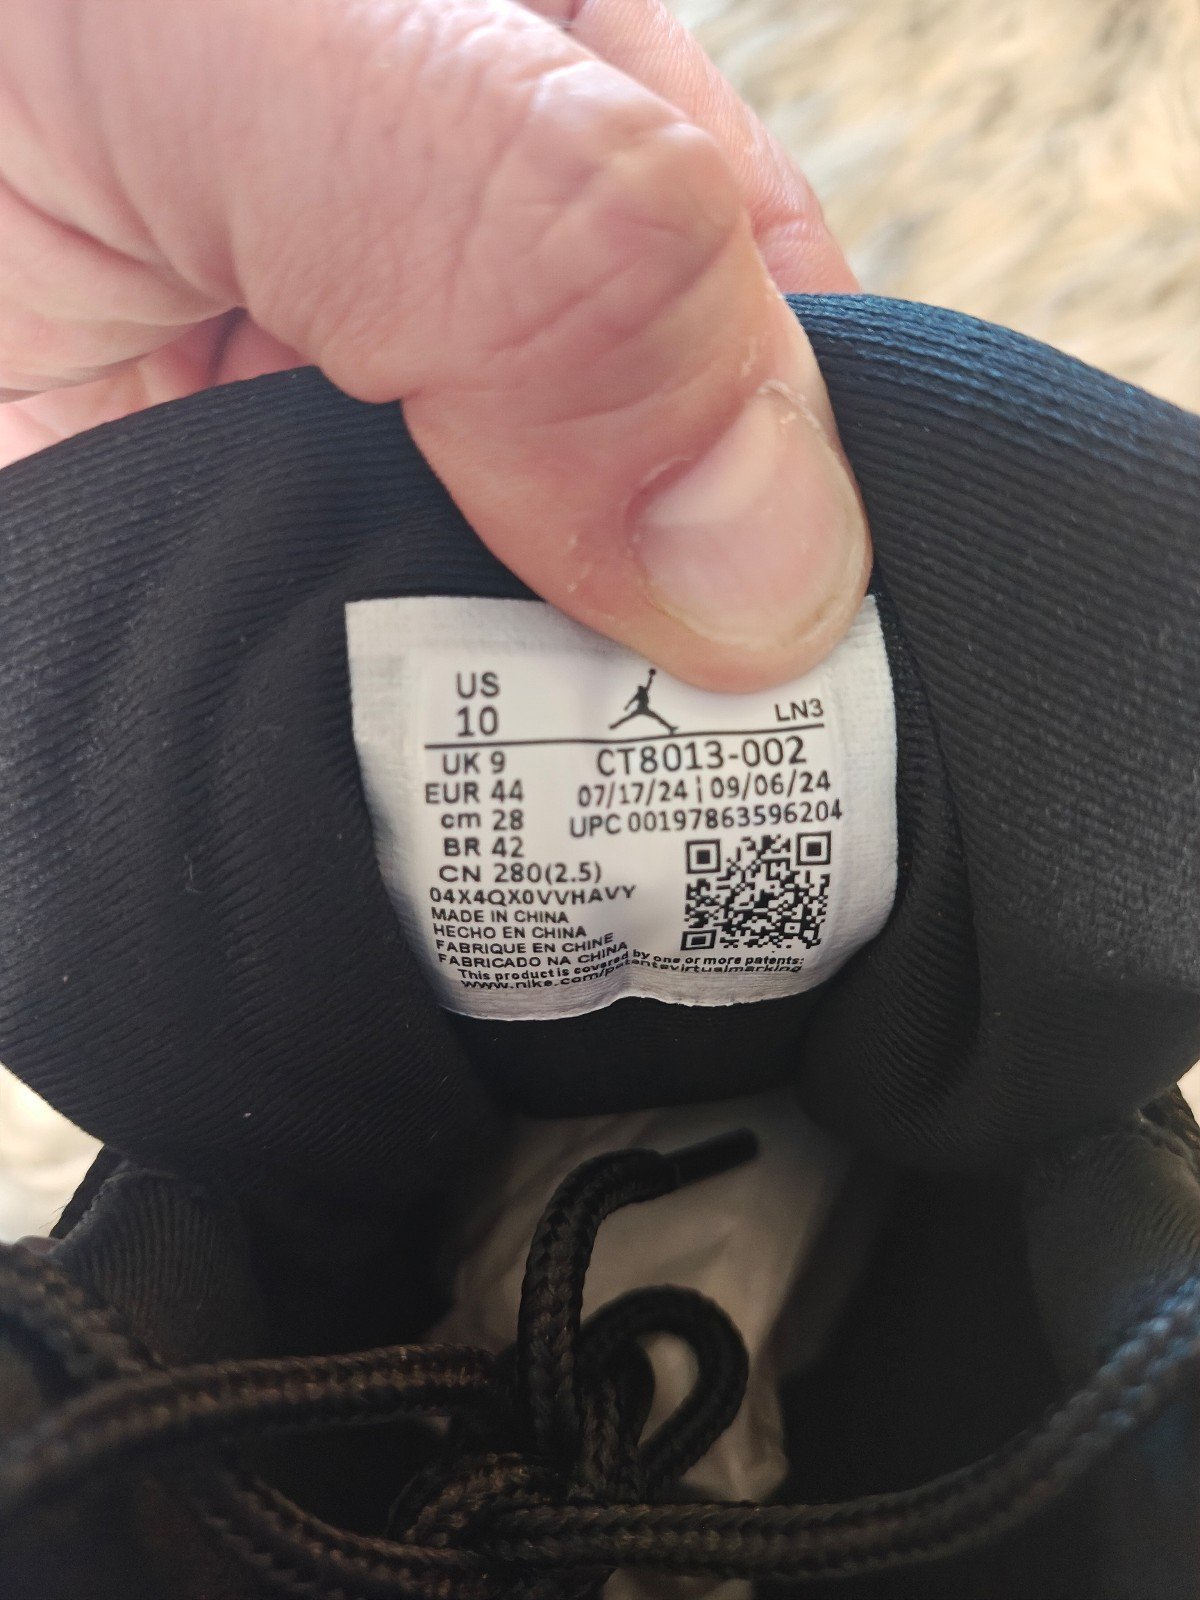 US
10
LN3
UK 9
CT8013-002
EUR 44
07/17/24 | 09/06/24
cm 28
UPC 00197863596204
BR 42
CN 280(2.5)
04X4QX0VVHAVY
MADE IN CHINA
HECHO EN CHINA
FABRIQUE EN CHINE
FABRICADO NA CHINA
This product is covered by one or more patents:
www.nike.com/patentsvirtualmarking